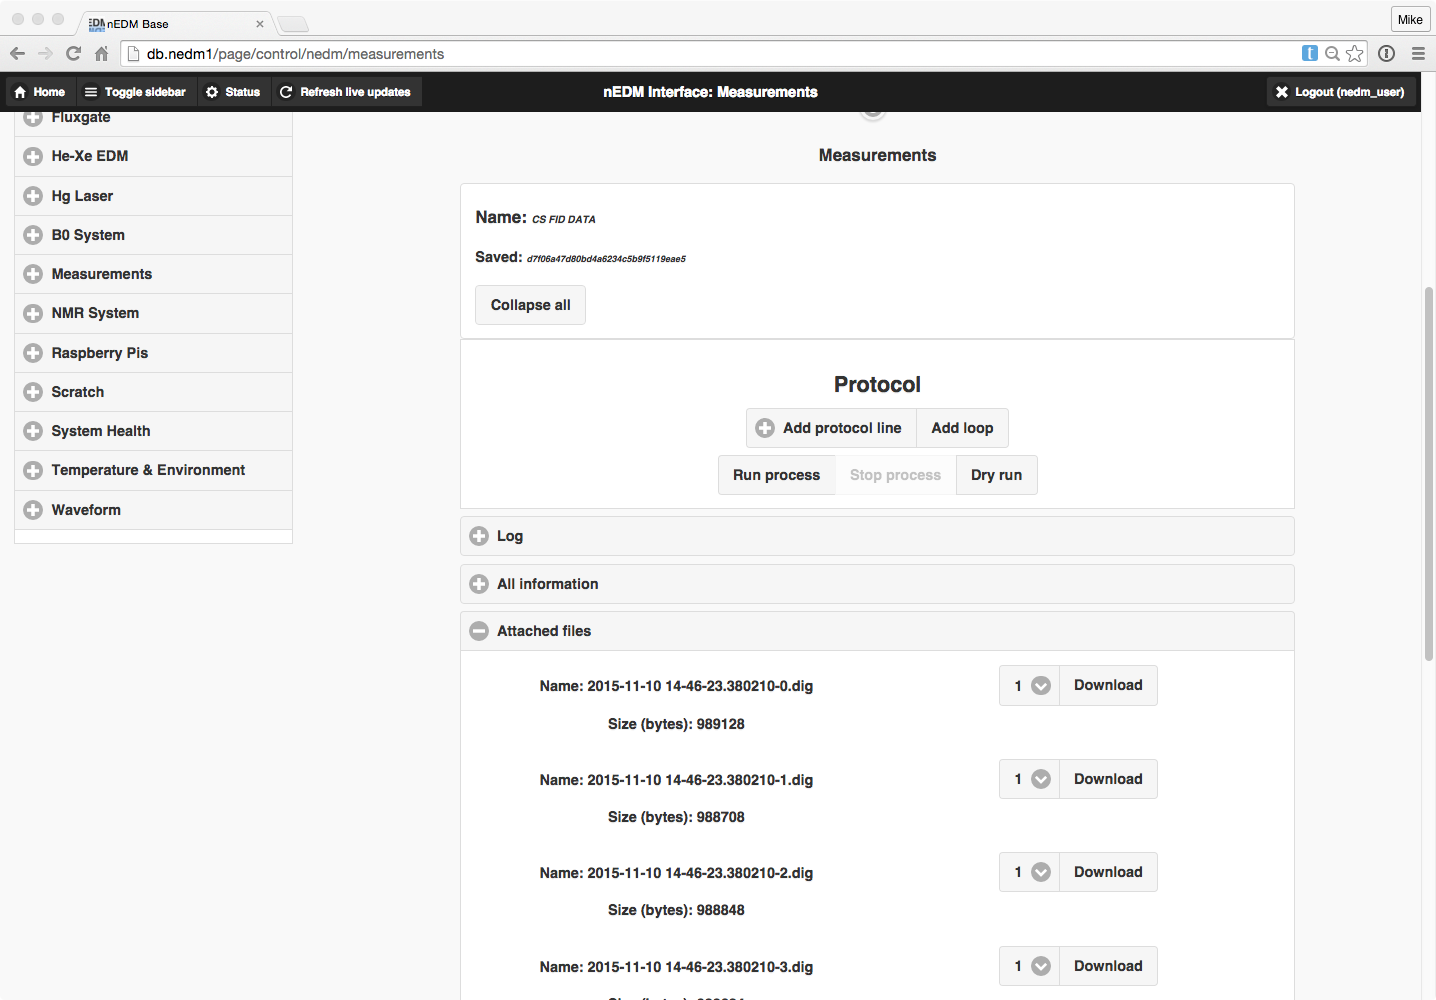 nEDM Base
Mike
db.nedm1/page/control/nedm/measurements
Home Toggle sidebar Status Refresh live updates
nEDM Interface: Measurements
Logout (nedm_user)
Fluxgate
He-Xe EDM
Hg Laser
B0 System
Measurements
NMR System
Raspberry Pis
Scratch
System Health
Temperature & Environment
Waveform
Measurements
Name: CS FID DATA
Saved: d7f06a47d80bd4a6234c5b9f5119eae5
Collapse all
Protocol
Add protocol line Add loop
Run process Stop process Dry run
Log
All information
Attached files
Name: 2015-11-10 14-46-23.380210-0.dig 1 Download
Size (bytes): 989128
Name: 2015-11-10 14-46-23.380210-1.dig 1 Download
Size (bytes): 988708
Name: 2015-11-10 14-46-23.380210-2.dig 1 Download
Size (bytes): 988848
Name: 2015-11-10 14-46-23.380210-3.dig 1 Download